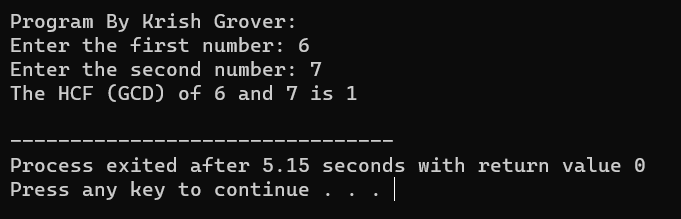 Program By Krish Grover:
Enter the first number: 6
Enter the second number: 7
The HCF (GCD) of 6 and 7 is 1
--------------------------------
Process exited after 5.15 seconds with return value 0
Press any key to continue . . .